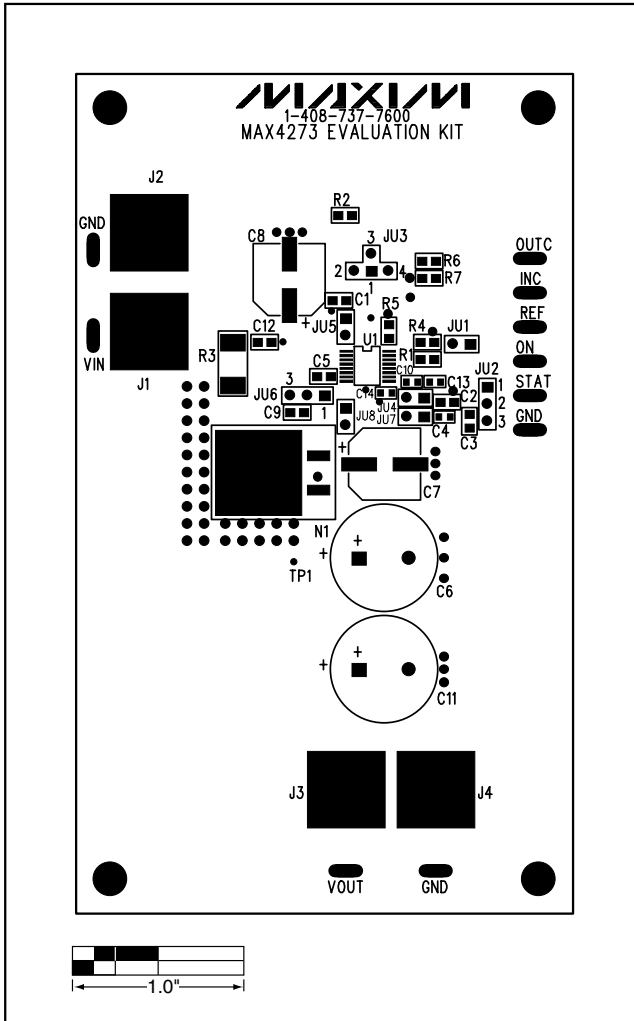 MAXIM
1-408-737-7600
MAX4273 EVALUATION KIT
J2
R2
GND
C8
3
JU3
OUTC
2
4
R6
1
R7
INC
C1
+
R5
REF
JU5
U1
R4
JU1
VIN
J1
R3
C12
R1
ON
C5
C10
C13
JU2
JU6
3
1
C14
C2
1
STAT
C9
JU8
JU4
JU7
C4
2
C3
3
GND
+
C7
N1
+
+
TP1
C6
+
+
C11
J3
J4
VOUT
GND
1.0"